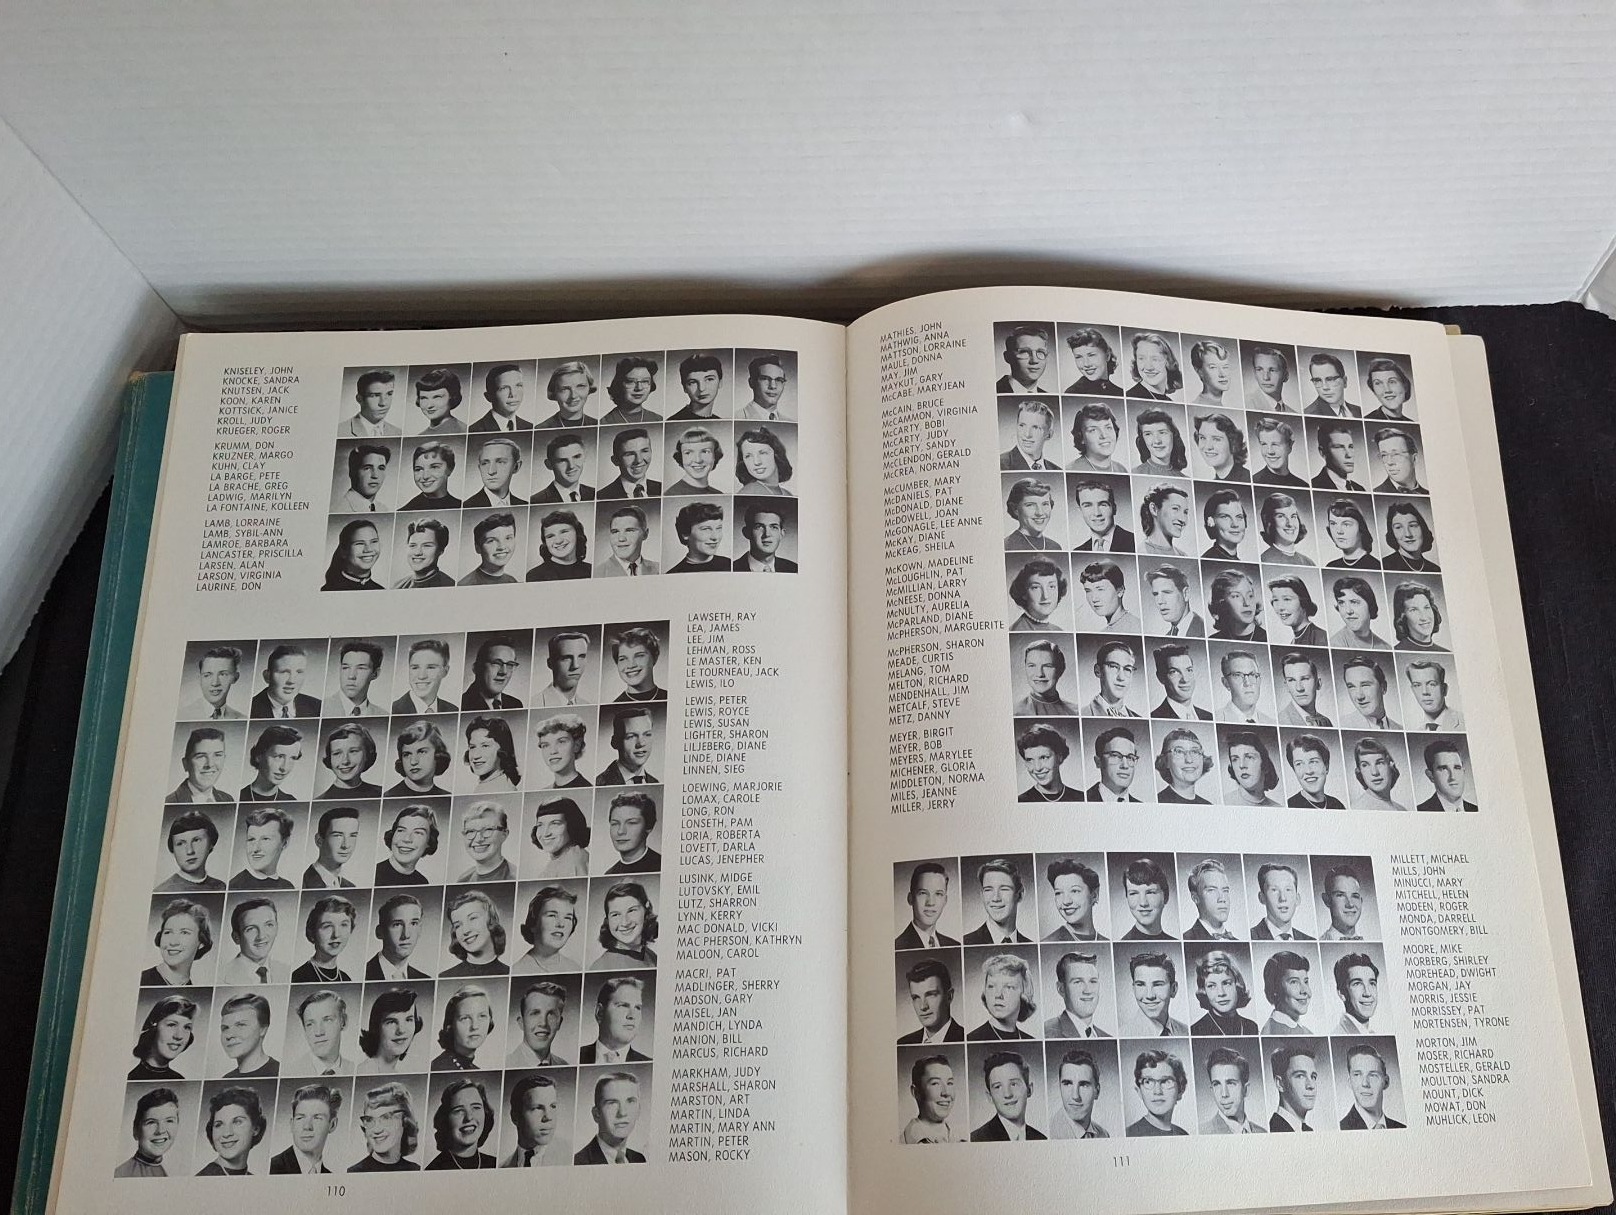 KNISELEY, JOHN
KNOCKE, SANDRA
KNUTSEN, JACK
KOON, KAREN
KOTTSICK, JANICE
KROLL, JUDY
KRUEGER, ROGER
KRUMM, DON
KRUZNER, MARGO
KUHN, CLAY
LA BARGE, PETE
LA BRACHE, GREG
LADWIG, MARILYN
LA FONTAINE, KOLLEEN
LAMB, LORRAINE
LAMB, SYBIL-ANN
LAMROE, BARBARA
LANCASTER, PRISCILLA
LARSEN, ALAN
LARSON, VIRGINIA
LAURINE, DON
LAWSETH, RAY
LEA, JAMES
LEE, JIM
LEHMAN, ROSS
LE MASTER, KEN
LE TOURNEAU, JACK
LEWIS, ILO
LEWIS, PETER
LEWIS, ROYCE
LEWIS, SUSAN
LIGHTER, SHARON
LILJEBERG, DIANE
LINDE, DIANE
LINNEN, SIEG
LOEWING, MARJORIE
LOMAX, CAROLE
LONG, RON
LONSETH, PAM
LORIA, ROBERTA
LOVETT, DARLA
LUCAS, JENEPHER
LUSINK, MIDGE
LUTOVSKY, EMIL
LUTZ, SHARRON
LYNN, KERRY
MAC DONALD, VICKI
MAC PHERSON, KATHRYN
MALOON, CAROL
MACRI, PAT
MADLINGER, SHERRY
MADSON, GARY
MAISEL, JAN
MANDICH, LYNDA
MANION, BILL
MARCUS, RICHARD
MARKHAM, JUDY
MARSHALL, SHARON
MARSTON, ART
MARTIN, LINDA
MARTIN, MARY ANN
MARTIN, PETER
MASON, ROCKY
110
MATHIES, JOHN
MATHWIG, ANNA
MATTSON, LORRAINE
MAULE, DONNA
MAY, JIM
MAYKUT, GARY
McCABE, MARYJEAN
McCAIN, BRUCE
McCAMMON, VIRGINIA
McCARTY, BOBI
McCARTY, JUDY
McCARTY, SANDY
McCLENDON, GERALD
McCREA, NORMAN
McCUMBER, MARY
McDANIELS, PAT
McDONALD, DIANE
McDOWELL, JOAN
McGONAGLE, LEE ANNE
McKAY, DIANE
McKEAG, SHEILA
McKOWN, MADELINE
McLOUGHLIN, PAT
McMILLIAN, LARRY
McNEESE, DONNA
McNULTY, AURELIA
McPARLAND, DIANE
McPHERSON, MARGUERITE
McPHERSON, SHARON
MEADE, CURTIS
MELANG, TOM
MELTON, RICHARD
MENDENHALL, JIM
METCALF, STEVE
METZ, DANNY
MEYER, BIRGIT
MEYER, BOB
MEYERS, MARYLEE
MICHENER, GLORIA
MIDDLETON, NORMA
MILES, JEANNE
MILLER, JERRY
MILLETT, MICHAEL
MILLS, JOHN
MINUCCI, MARY
MITCHELL, HELEN
MODEEN, ROGER
MONDA, DARRELL
MONTGOMERY, BILL
MOORE, MIKE
MORBERG, SHIRLEY
MOREHEAD, DWIGHT
MORGAN, JAY
MORRIS, JESSIE
MORRISSEY, PAT
MORTENSEN, TYRONE
MORTON, JIM
MOSER, RICHARD
MOSTELLER, GERALD
MOULTON, SANDRA
MOUNT, DICK
MOWAT, DON
MUHLICK, LEON
111